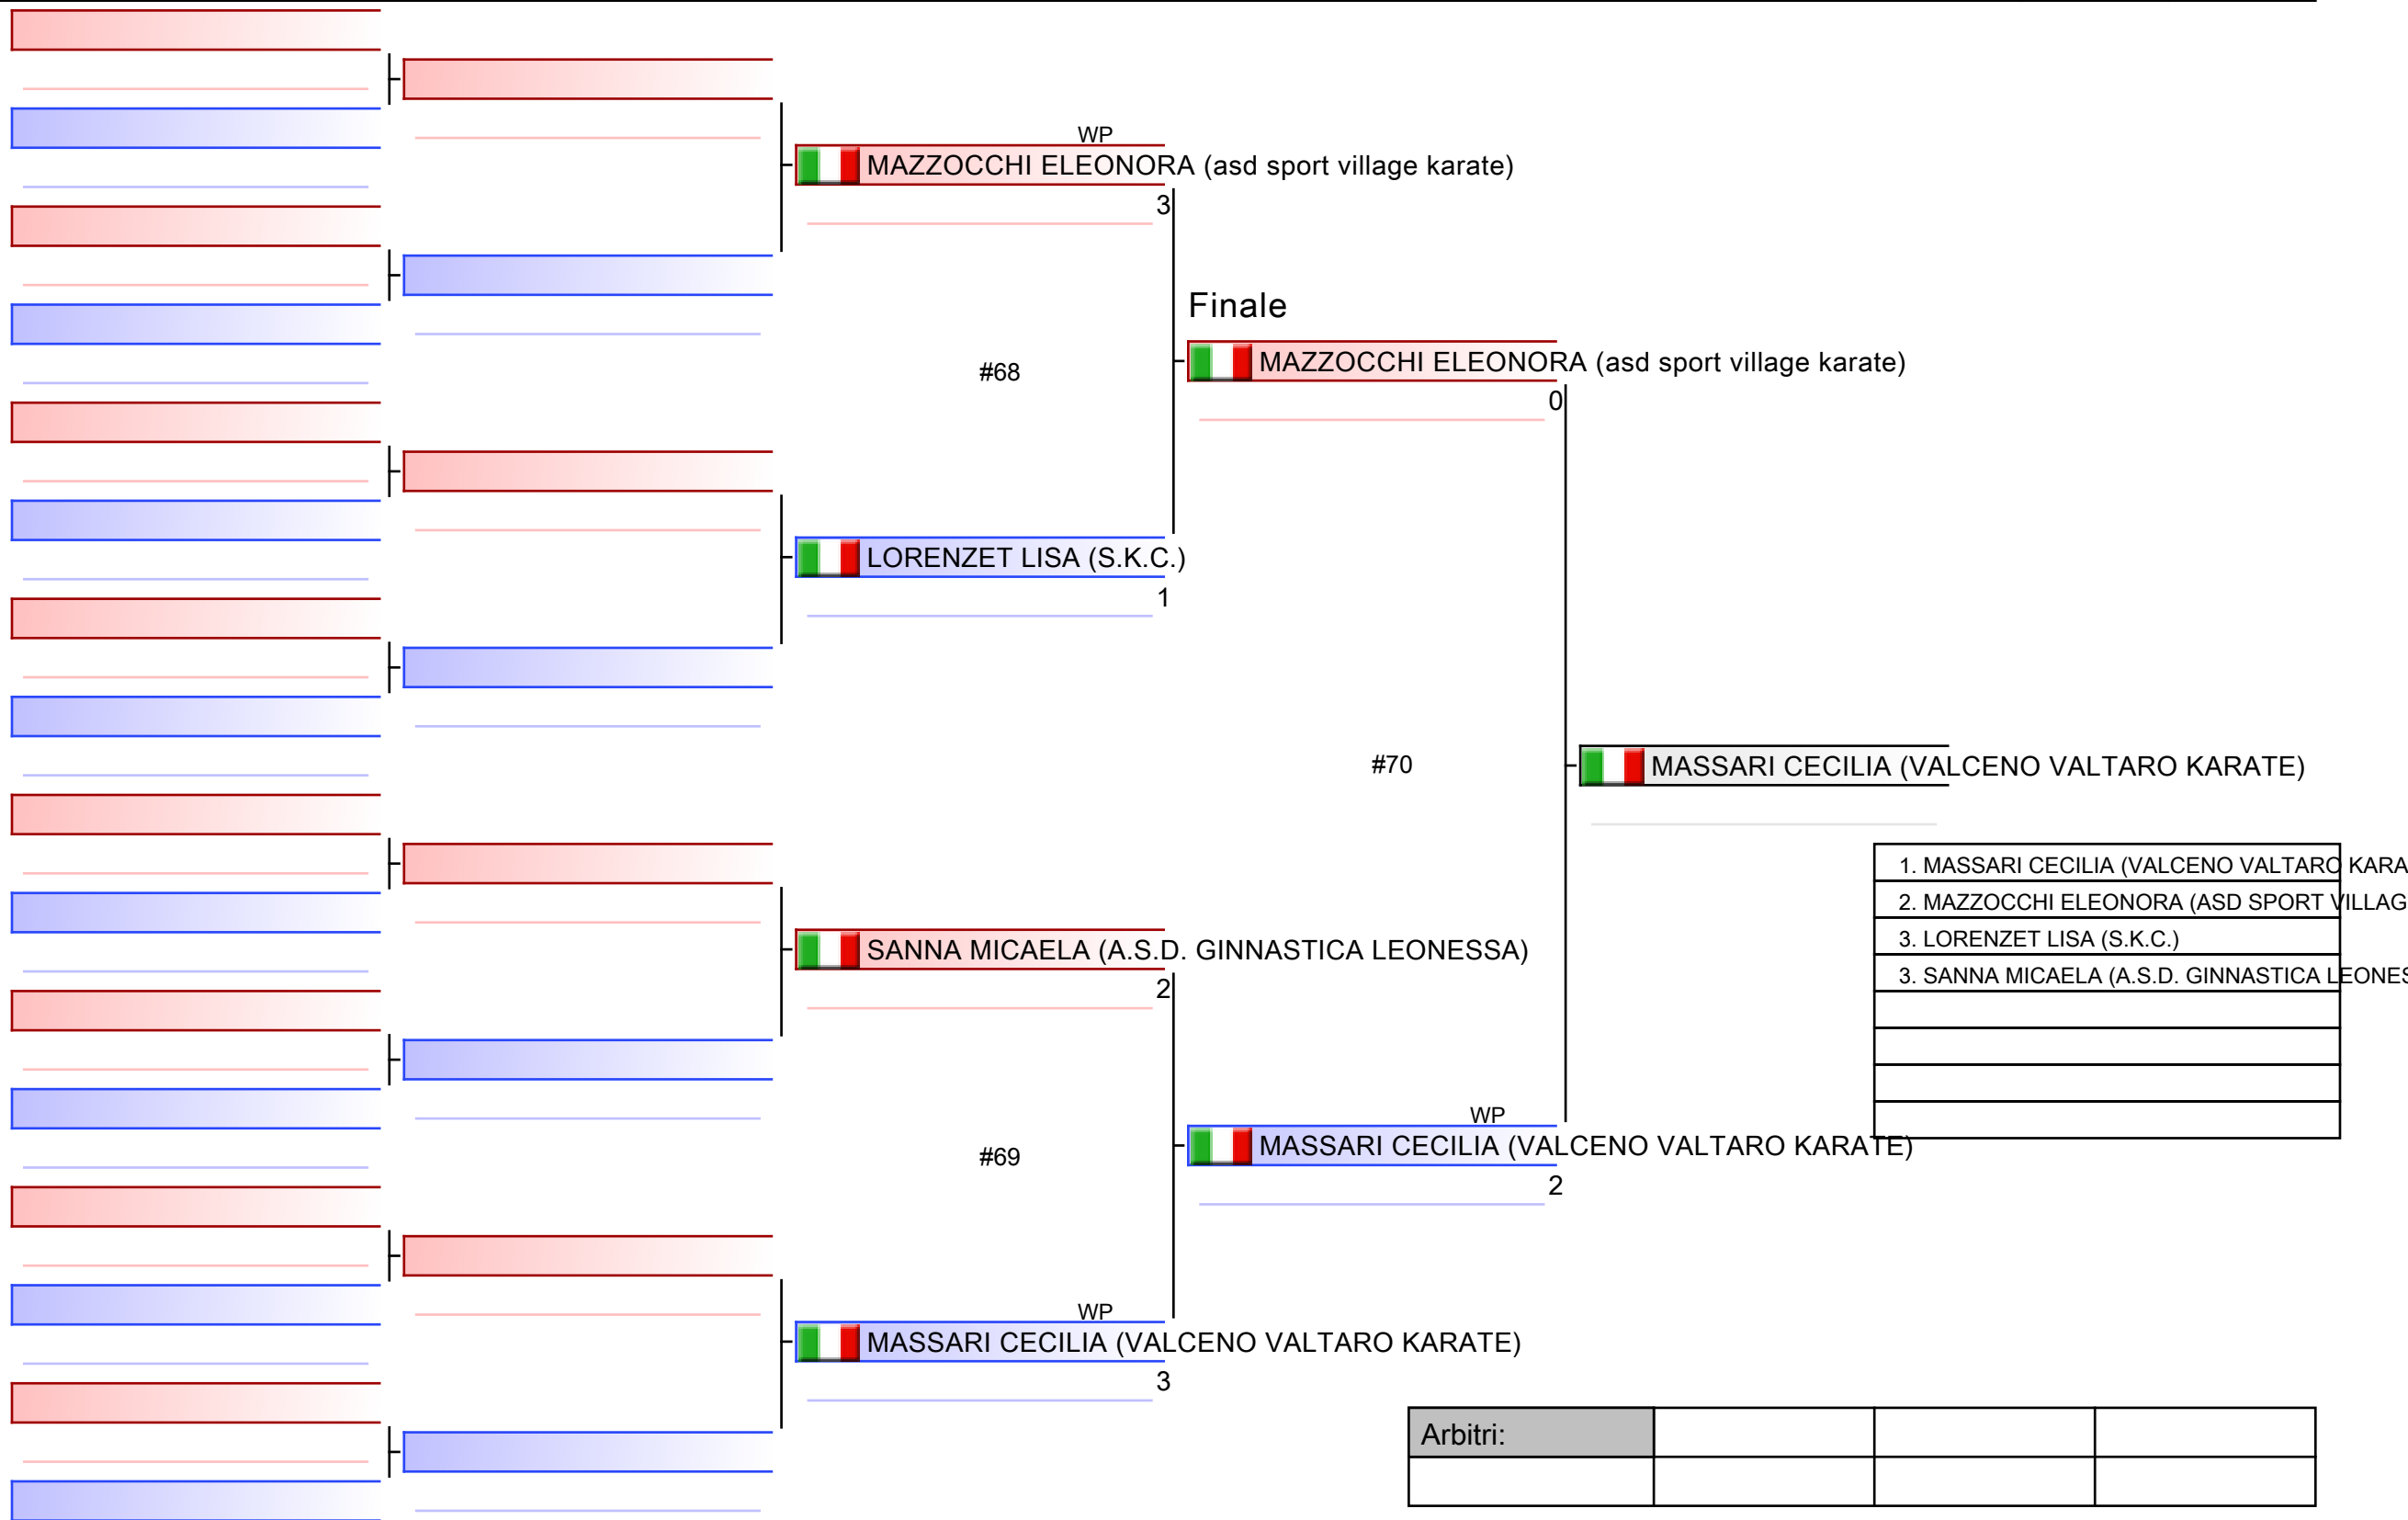 WP
MAZZOCCHI ELEONORA (asd sport village karate)
3
Finale
#68
MAZZOCCHI ELEONORA (asd sport village karate)
0
LORENZET LISA (S.K.C.)
1
#70
MASSARI CECILIA (VALCENO VALTARO KARATE)
1. MASSARI CECILIA (VALCENO VALTARO KARA
2. MAZZOCCHI ELEONORA (ASD SPORT VILLAG
3. LORENZET LISA (S.K.C.)
3. SANNA MICAELA (A.S.D. GINNASTICA LEONES
SANNA MICAELA (A.S.D. GINNASTICA LEONESSA)
2
WP
#69
MASSARI CECILIA (VALCENO VALTARO KARATE)
2
WP
MASSARI CECILIA (VALCENO VALTARO KARATE)
3
Arbitri: